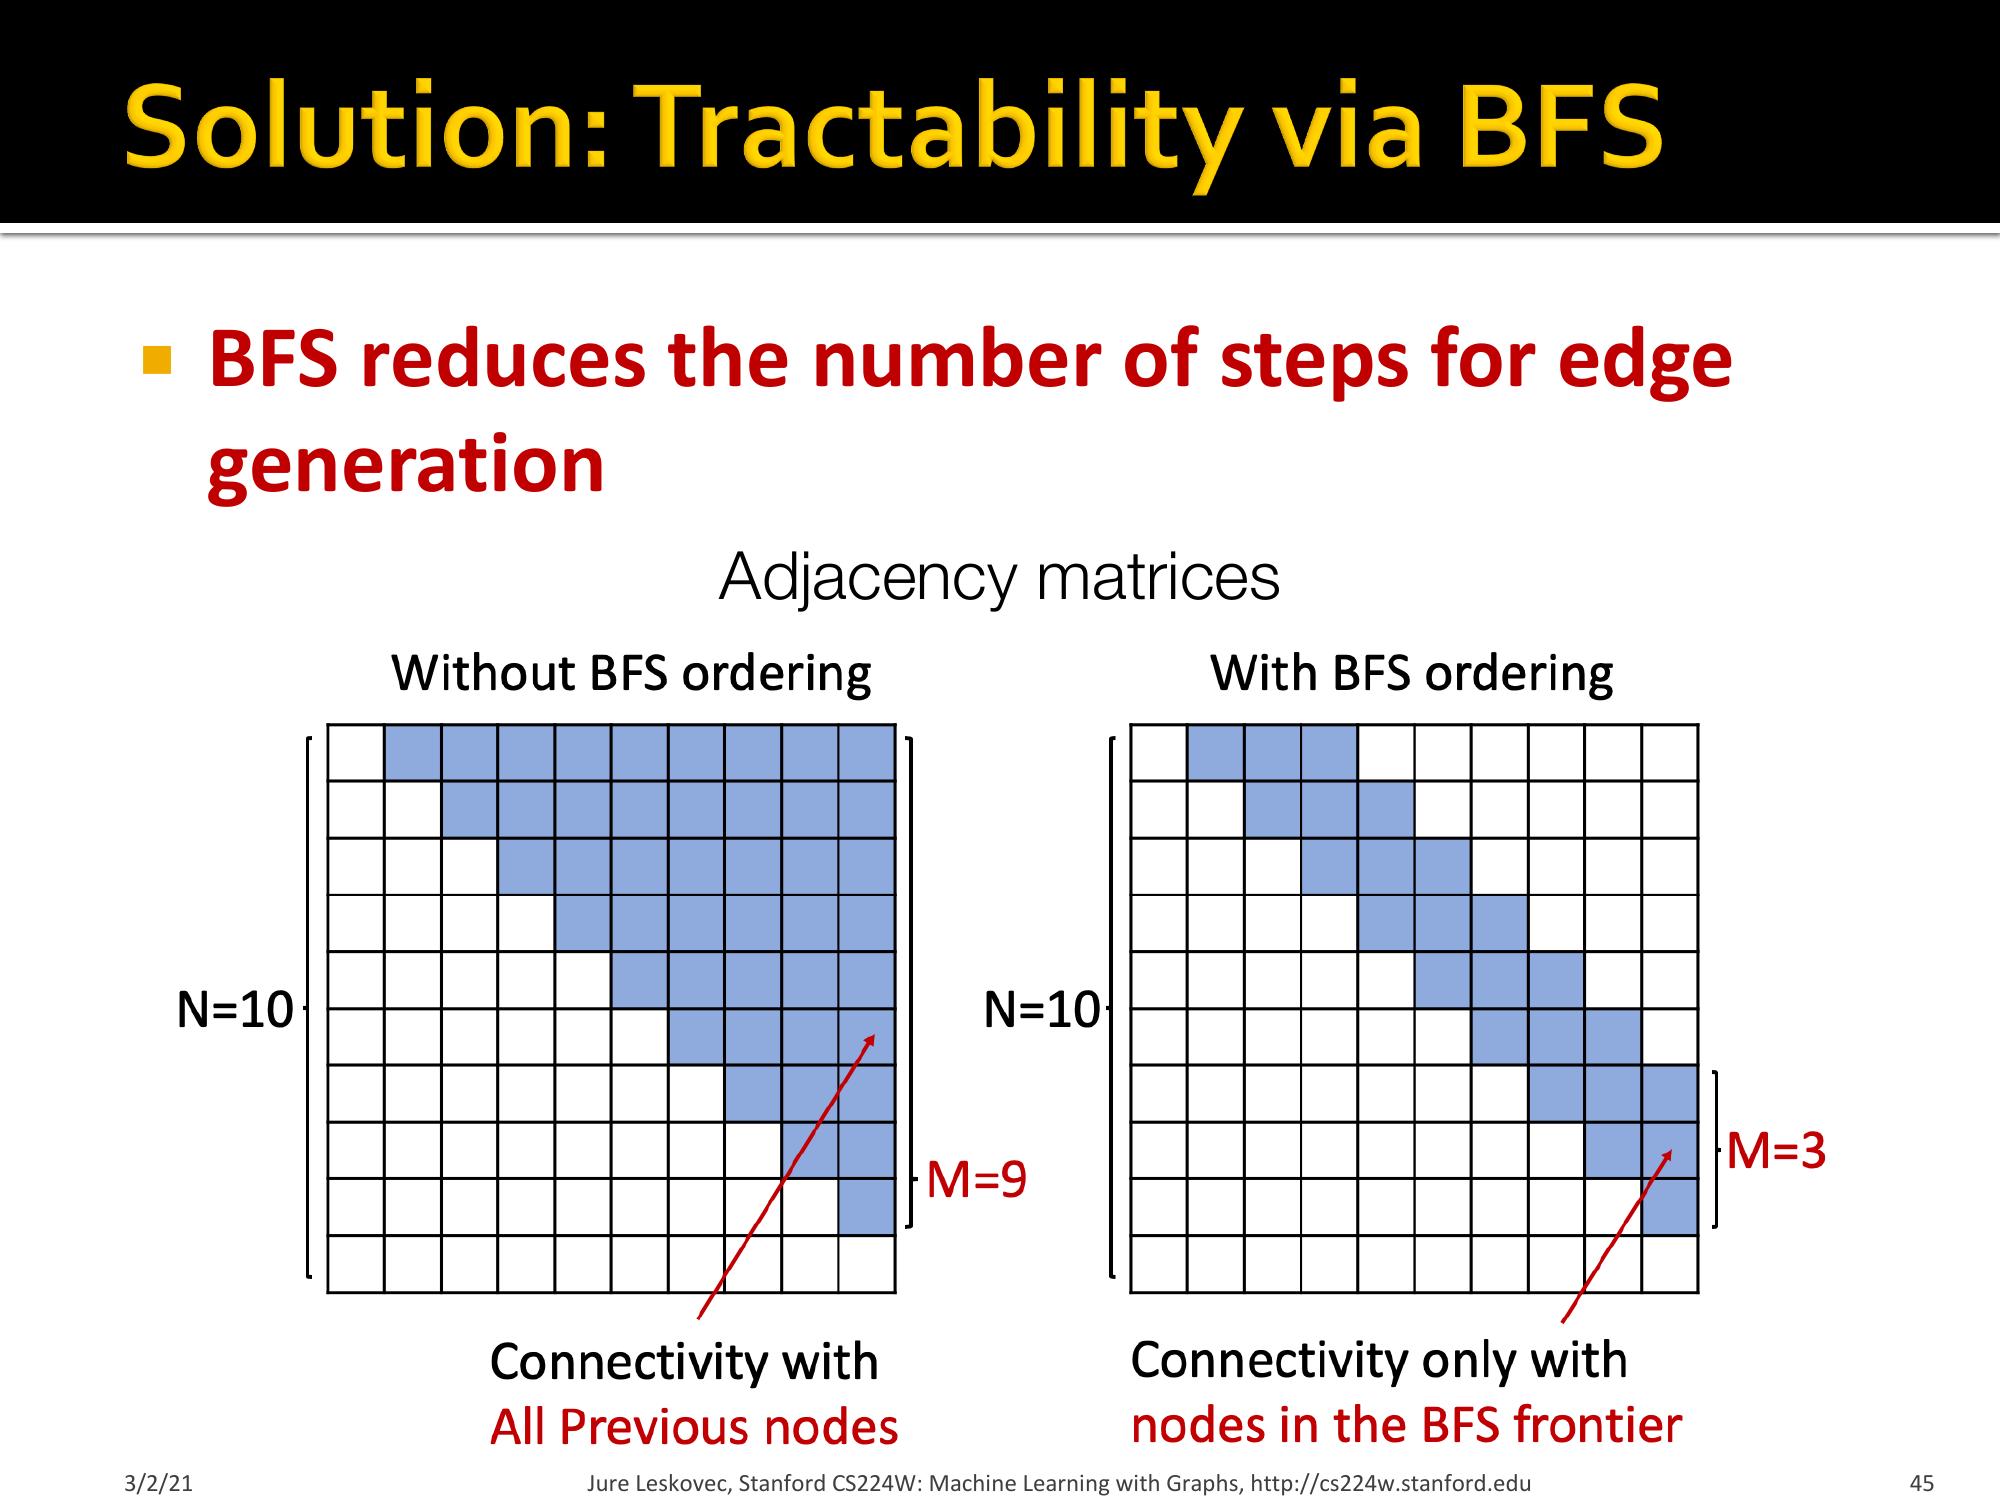 Solution: Tractability via BFS
BFS reduces the number of steps for edge
generation
Adjacency matrices
Without BFS ordering
With BFS ordering
N=10
M=9
N=10
M=3
Connectivity with
All Previous nodes
Connectivity only with
nodes in the BFS frontier
3/2/21
Jure Leskovec, Stanford CS224W: Machine Learning with Graphs, http://cs224w.stanford.edu
45